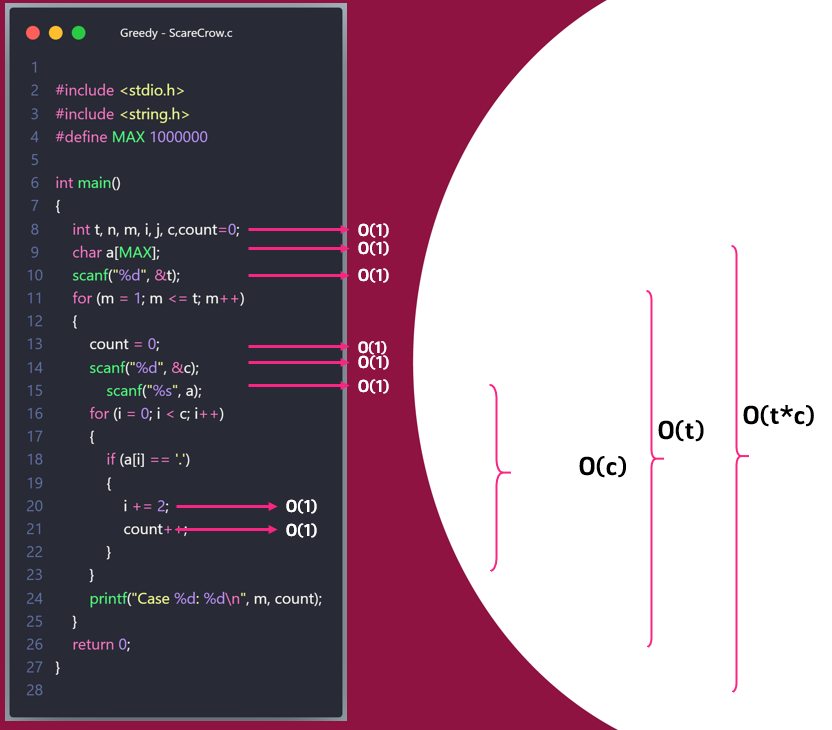 Greedy - ScareCrow.c
1
2 #include <stdio.h>
3 #include <string.h>
4 #define MAX 1000000
5
6 int main()
7 {
8 int t, n, m, i, j, c,count=0; O(1)
9 char a[MAX]; O(1)
10 scanf("%d", &t); O(1)
11 for (m = 1; m <= t; m++)
12 {
13 count = 0; O(1)
14 scanf("%d", &c); O(1)
15 scanf("%s", a); O(1)
16 for (i = 0; i < c; i++)
17 {
18 if (a[i] == '.')
19 {
20 i += 2; O(1)
21 count++; O(1)
22 }
23 }
24 printf("Case %d: %d\n", m, count);
25 }
26 return 0;
27 }
28
O(c)
O(t)
O(t*c)